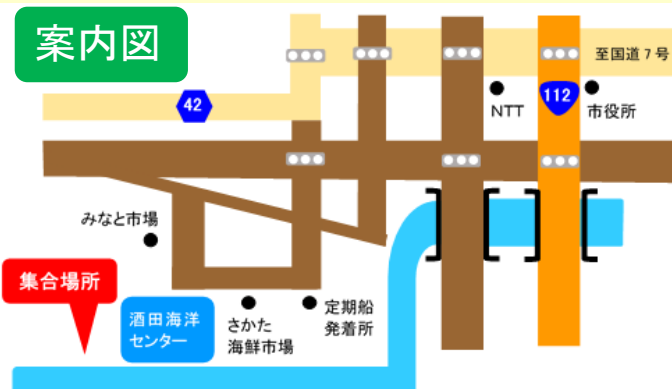 案内図
至国道7号
42
112
NTT
市役所
みなと市場
集合場所
酒田海洋
センター
さかた
海鮮市場
定期船
発着所